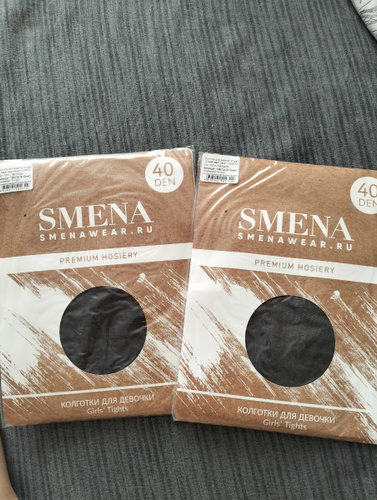 40
DEN
SMENA
SMENAWEAR.RU
PREMIUM HOSIERY
КОЛГОТКИ ДЛЯ ДЕВОЧКИ
Girls' Tights
40
DEN
SMENA
SMENAWEAR.RU
PREMIUM HOSIERY
КОЛГОТКИ ДЛЯ ДЕВОЧКИ
Girls' Tights